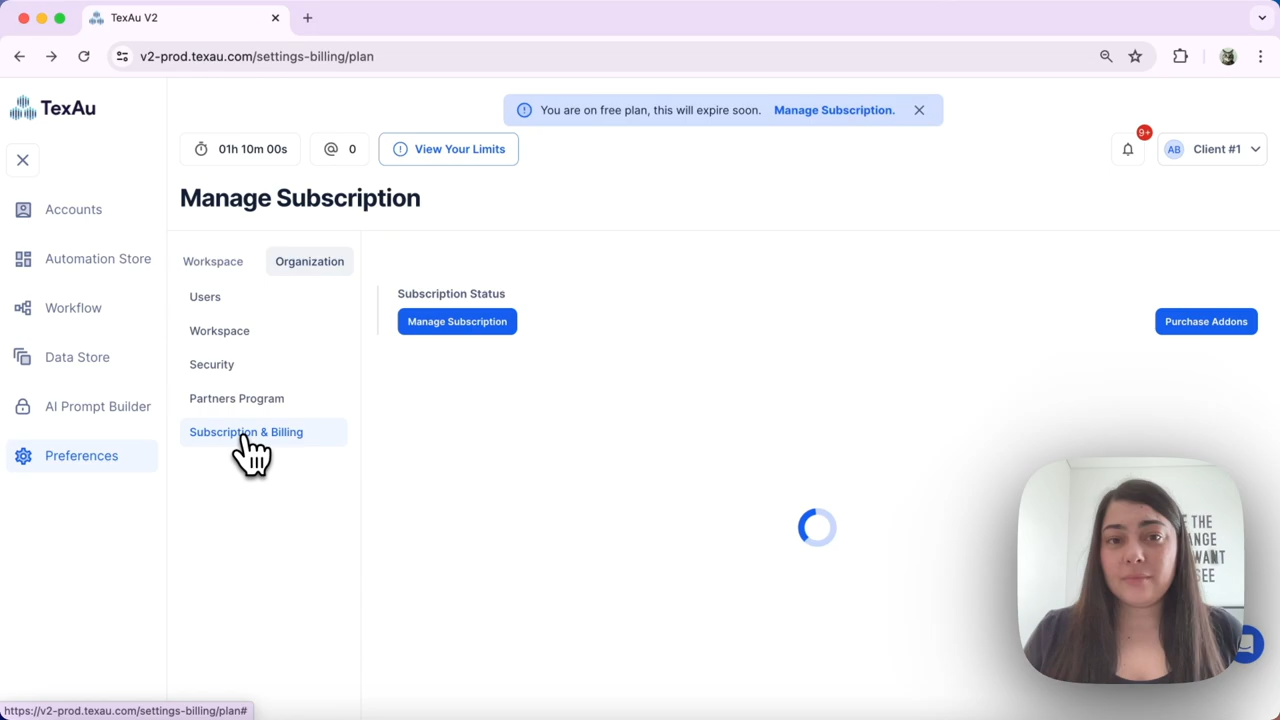 TexAu V2
v2-prod.texau.com/settings-billing/plan
TexAu
You are on free plan, this will expire soon. Manage Subscription.
01h 10m 00s
@ 0
View Your Limits
9+
AB
Client #1
Manage Subscription
Accounts
Automation Store
Workflow
Data Store
AI Prompt Builder
Preferences
Workspace
Organization
Users
Workspace
Security
Partners Program
Subscription & Billing
Subscription Status
Manage Subscription
Purchase Addons
THE
WANT
SEE
https://v2-prod.texau.com/settings-billing/plan#